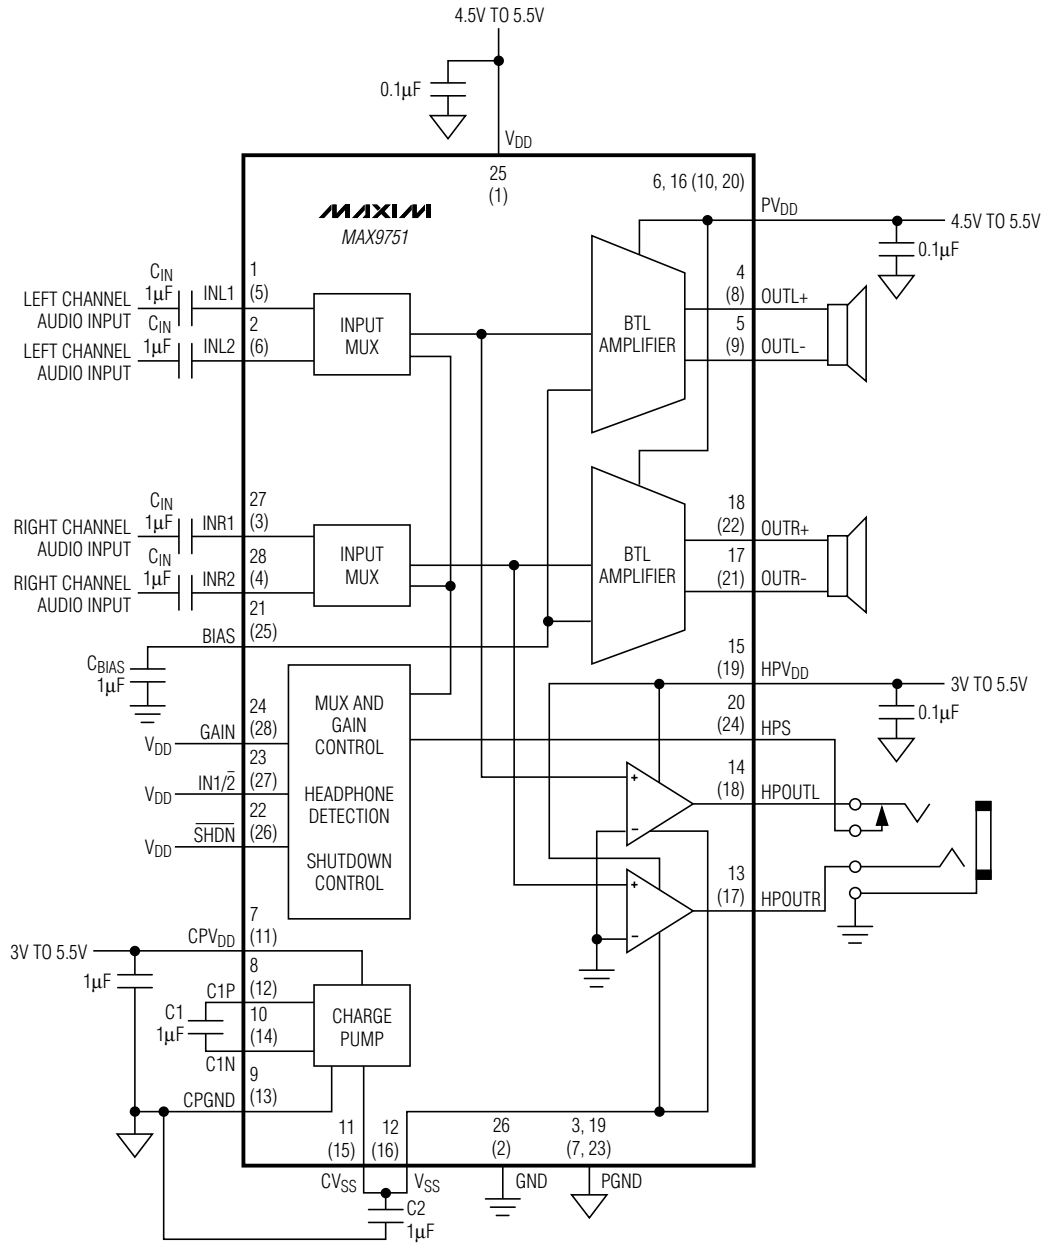 4.5V TO 5.5V
0.1µF
VDD
25
(1)
6, 16 (10, 20)
PVDD
4.5V TO 5.5V
0.1µF
MAXIM
MAX9751
CIN
1µF
LEFT CHANNEL
AUDIO INPUT
INL1
1
(5)
CIN
1µF
LEFT CHANNEL
AUDIO INPUT
INL2
2
(6)
INPUT
MUX
BTL
AMPLIFIER
4
(8)
OUTL+
5
(9)
OUTL-
CIN
1µF
RIGHT CHANNEL
AUDIO INPUT
INR1
27
(3)
CIN
1µF
RIGHT CHANNEL
AUDIO INPUT
INR2
28
(4)
INPUT
MUX
BTL
AMPLIFIER
18
(22)
OUTR+
17
(21)
OUTR-
21
(25)
BIAS
CBIAS
1µF
15
(19)
HPVDD
3V TO 5.5V
0.1µF
MUX AND
GAIN
CONTROL
HEADPHONE
DETECTION
SHUTDOWN
CONTROL
24
(28)
VDD
GAIN
23
(27)
VDD
IN1/2̅
22
(26)
VDD
S̅H̅D̅N̅
20
(24)
HPS
+
-
14
(18)
HPOUTL
+
-
13
(17)
HPOUTR
7
(11)
3V TO 5.5V
CPVDD
1µF
8
(12)
C1P
C1
1µF
10
(14)
C1N
CHARGE
PUMP
9
(13)
CPGND
11
(15)
12
(16)
26
(2)
3, 19
(7, 23)
CVSS
VSS
GND
PGND
C2
1µF